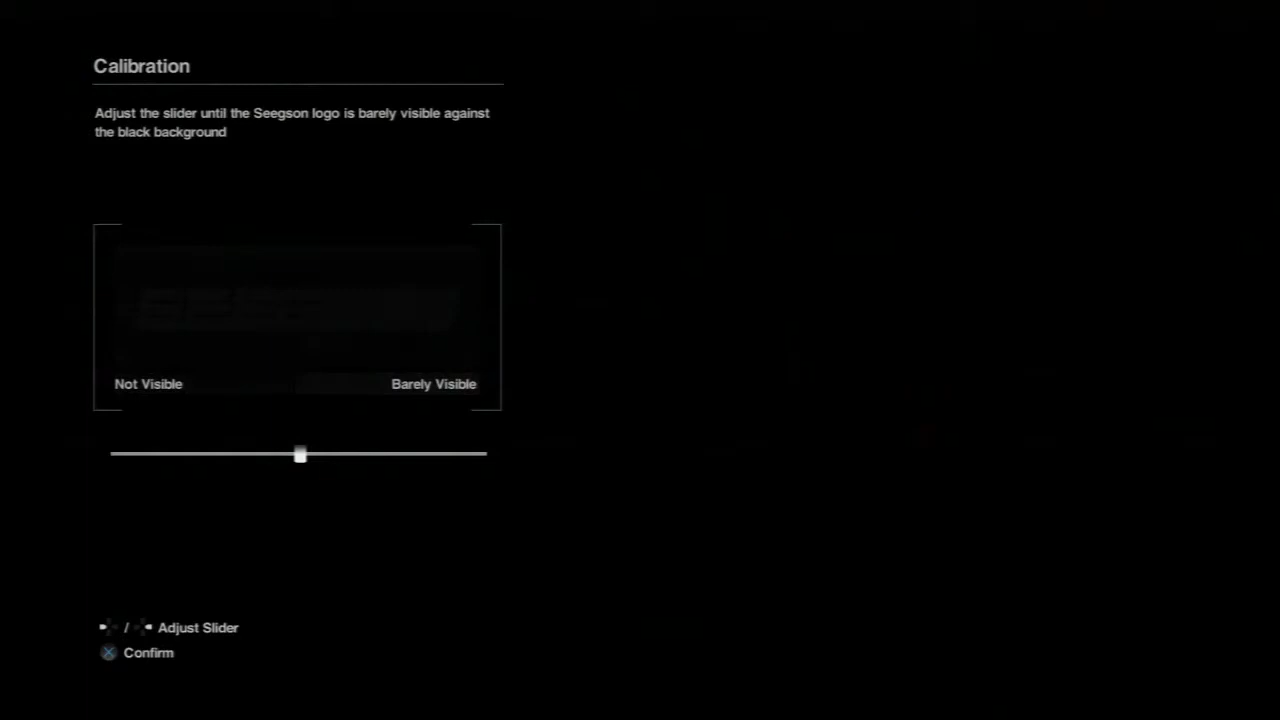 Calibration
Adjust the slider until the Seegson logo is barely visible against
the black background
Not Visible
Barely Visible
/ Adjust Slider
Confirm